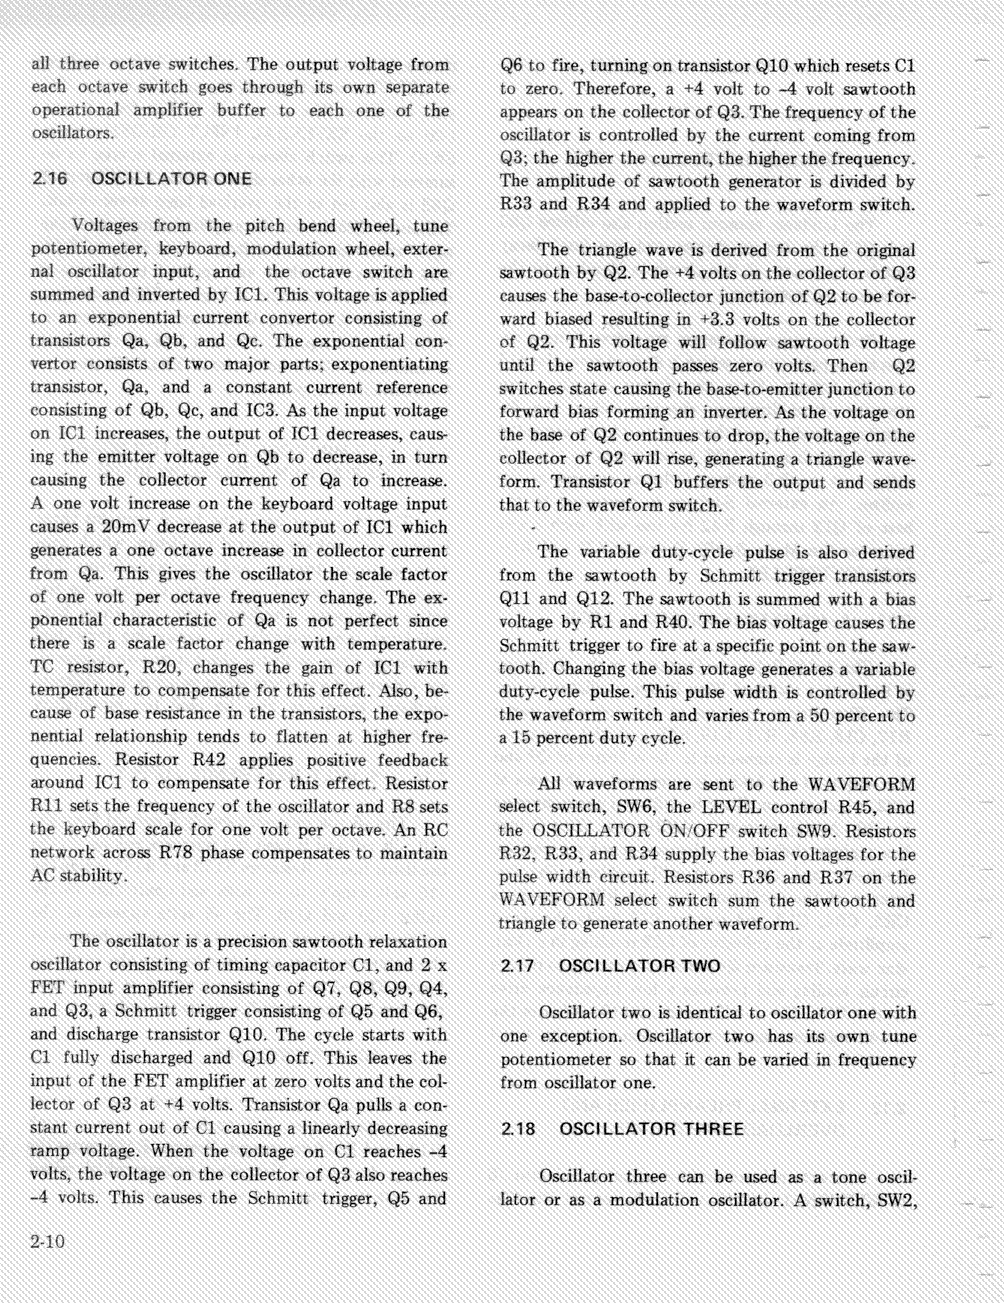 all three octave switches. The output voltage from
each octave switch goes through its own separate
operational amplifier buffer to each one of the
oscillators.
2.16 OSCILLATOR ONE
Voltages from the pitch bend wheel, tune
potentiometer, keyboard, modulation wheel, exter-
nal oscillator input, and the octave switch are
summed and inverted by IC1. This voltage is applied
to an exponential current convertor consisting of
transistors Qa, Qb, and Qc. The exponential con-
vertor consists of two major parts; exponentiating
transistor, Qa, and a constant current reference
consisting of Qb, Qc, and IC3. As the input voltage
on IC1 increases, the output of IC1 decreases, caus-
ing the emitter voltage on Qb to decrease, in turn
causing the collector current of Qa to increase.
A one volt increase on the keyboard voltage input
causes a 20mV decrease at the output of IC1 which
generates a one octave increase in collector current
from Qa. This gives the oscillator the scale factor
of one volt per octave frequency change. The ex-
ponential characteristic of Qa is not perfect since
there is a scale factor change with temperature.
TC resistor, R20, changes the gain of IC1 with
temperature to compensate for this effect. Also, be-
cause of base resistance in the transistors, the expo-
nential relationship tends to flatten at higher fre-
quencies. Resistor R42 applies positive feedback
around IC1 to compensate for this effect. Resistor
R11 sets the frequency of the oscillator and R8 sets
the keyboard scale for one volt per octave. An RC
network across R78 phase compensates to maintain
AC stability.
The oscillator is a precision sawtooth relaxation
oscillator consisting of timing capacitor C1, and 2 x
FET input amplifier consisting of Q7, Q8, Q9, Q4,
and Q3, a Schmitt trigger consisting of Q5 and Q6,
and discharge transistor Q10. The cycle starts with
C1 fully discharged and Q10 off. This leaves the
input of the FET amplifier at zero volts and the col-
lector of Q3 at +4 volts. Transistor Qa pulls a con-
stant current out of C1 causing a linearly decreasing
ramp voltage. When the voltage on C1 reaches –4
volts, the voltage on the collector of Q3 also reaches
–4 volts. This causes the Schmitt trigger, Q5 and
2-10
Q6 to fire, turning on transistor Q10 which resets C1
to zero. Therefore, a +4 volt to –4 volt sawtooth
appears on the collector of Q3. The frequency of the
oscillator is controlled by the current coming from
Q3; the higher the current, the higher the frequency.
The amplitude of sawtooth generator is divided by
R33 and R34 and applied to the waveform switch.
The triangle wave is derived from the original
sawtooth by Q2. The +4 volts on the collector of Q3
causes the base-to-collector junction of Q2 to be for-
ward biased resulting in +3.3 volts on the collector
of Q2. This voltage will follow sawtooth voltage
until the sawtooth passes zero volts. Then Q2
switches state causing the base-to-emitter junction to
forward bias forming an inverter. As the voltage on
the base of Q2 continues to drop, the voltage on the
collector of Q2 will rise, generating a triangle wave-
form. Transistor Q1 buffers the output and sends
that to the waveform switch.
The variable duty-cycle pulse is also derived
from the sawtooth by Schmitt trigger transistors
Q11 and Q12. The sawtooth is summed with a bias
voltage by R1 and R40. The bias voltage causes the
Schmitt trigger to fire at a specific point on the saw-
tooth. Changing the bias voltage generates a variable
duty-cycle pulse. This pulse width is controlled by
the waveform switch and varies from a 50 percent to
a 15 percent duty cycle.
All waveforms are sent to the WAVEFORM
select switch, SW6, the LEVEL control R45, and
the OSCILLATOR ON/OFF switch SW9. Resistors
R32, R33, and R34 supply the bias voltages for the
pulse width circuit. Resistors R36 and R37 on the
WAVEFORM select switch sum the sawtooth and
triangle to generate another waveform.
2.17 OSCILLATOR TWO
Oscillator two is identical to oscillator one with
one exception. Oscillator two has its own tune
potentiometer so that it can be varied in frequency
from oscillator one.
2.18 OSCILLATOR THREE
Oscillator three can be used as a tone oscil-
lator or as a modulation oscillator. A switch, SW2,